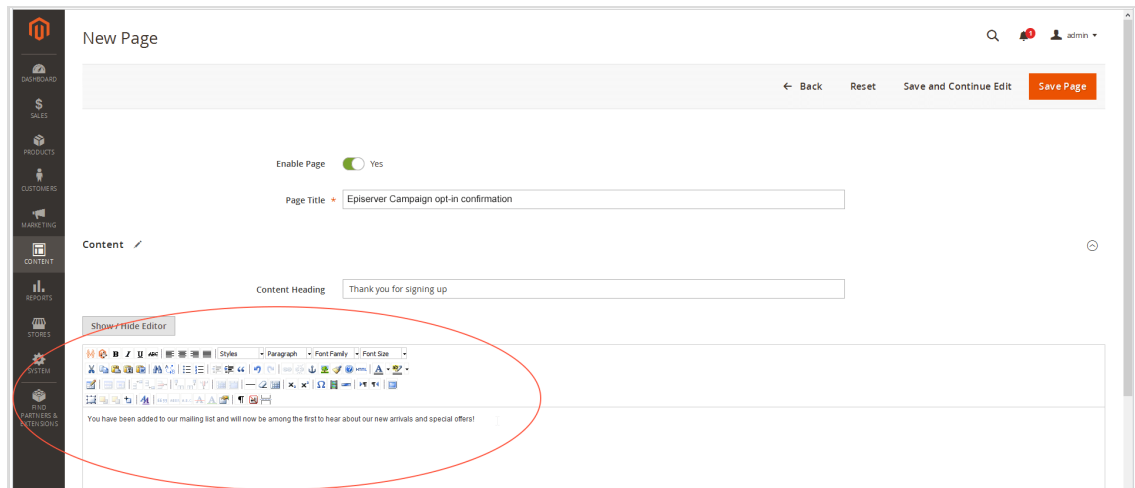 New Page
1
admin
DASHBOARD
SALES
PRODUCTS
CUSTOMERS
MARKETING
CONTENT
REPORTS
STORES
SYSTEM
FIND
PARTNERS &
EXTENSIONS
← Back Reset Save and Continue Edit Save Page
Enable Page Yes
Page Title * Episerver Campaign opt-in confirmation
Content
Content Heading Thank you for signing up
Show / Hide Editor
B I U ABC Styles Paragraph Font Family Font Size
HTML A
You have been added to our mailing list and will now be among the first to hear about our new arrivals and special offers!